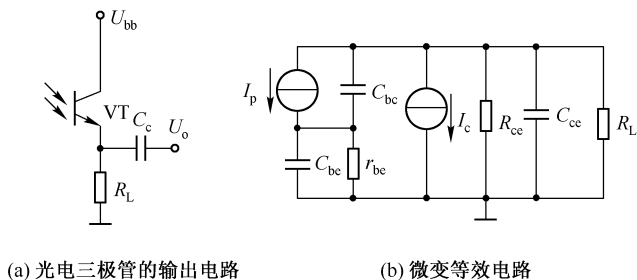 U_bb
VT
C_c
U_o
R_L
I_p
C_bc
I_c
R_ce
C_ce
R_L
C_be
r_be
(a) 光电三极管的输出电路
(b) 微变等效电路